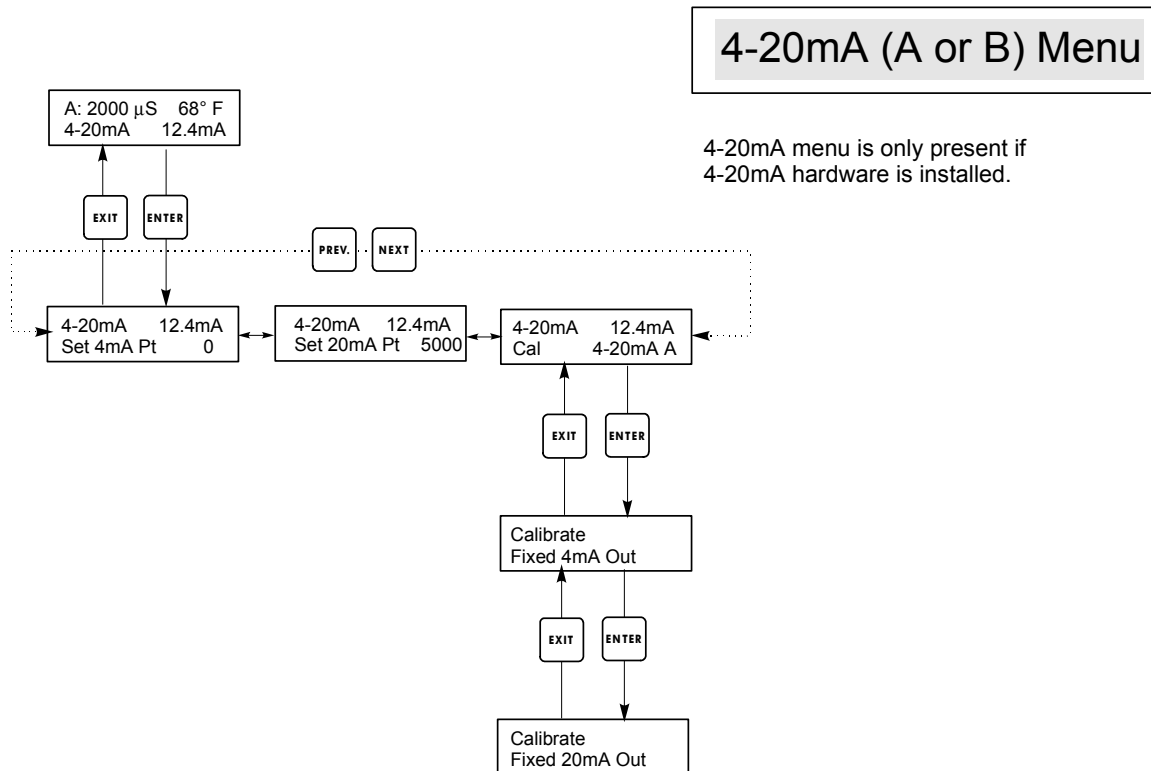 4-20mA (A or B) Menu
4-20mA menu is only present if
4-20mA hardware is installed.
A: 2000 μS 68° F
4-20mA 12.4mA
EXIT
ENTER
PREV.
NEXT
4-20mA 12.4mA
Set 4mA Pt 0
4-20mA 12.4mA
Set 20mA Pt 5000
4-20mA 12.4mA
Cal 4-20mA A
EXIT
ENTER
Calibrate
Fixed 4mA Out
EXIT
ENTER
Calibrate
Fixed 20mA Out